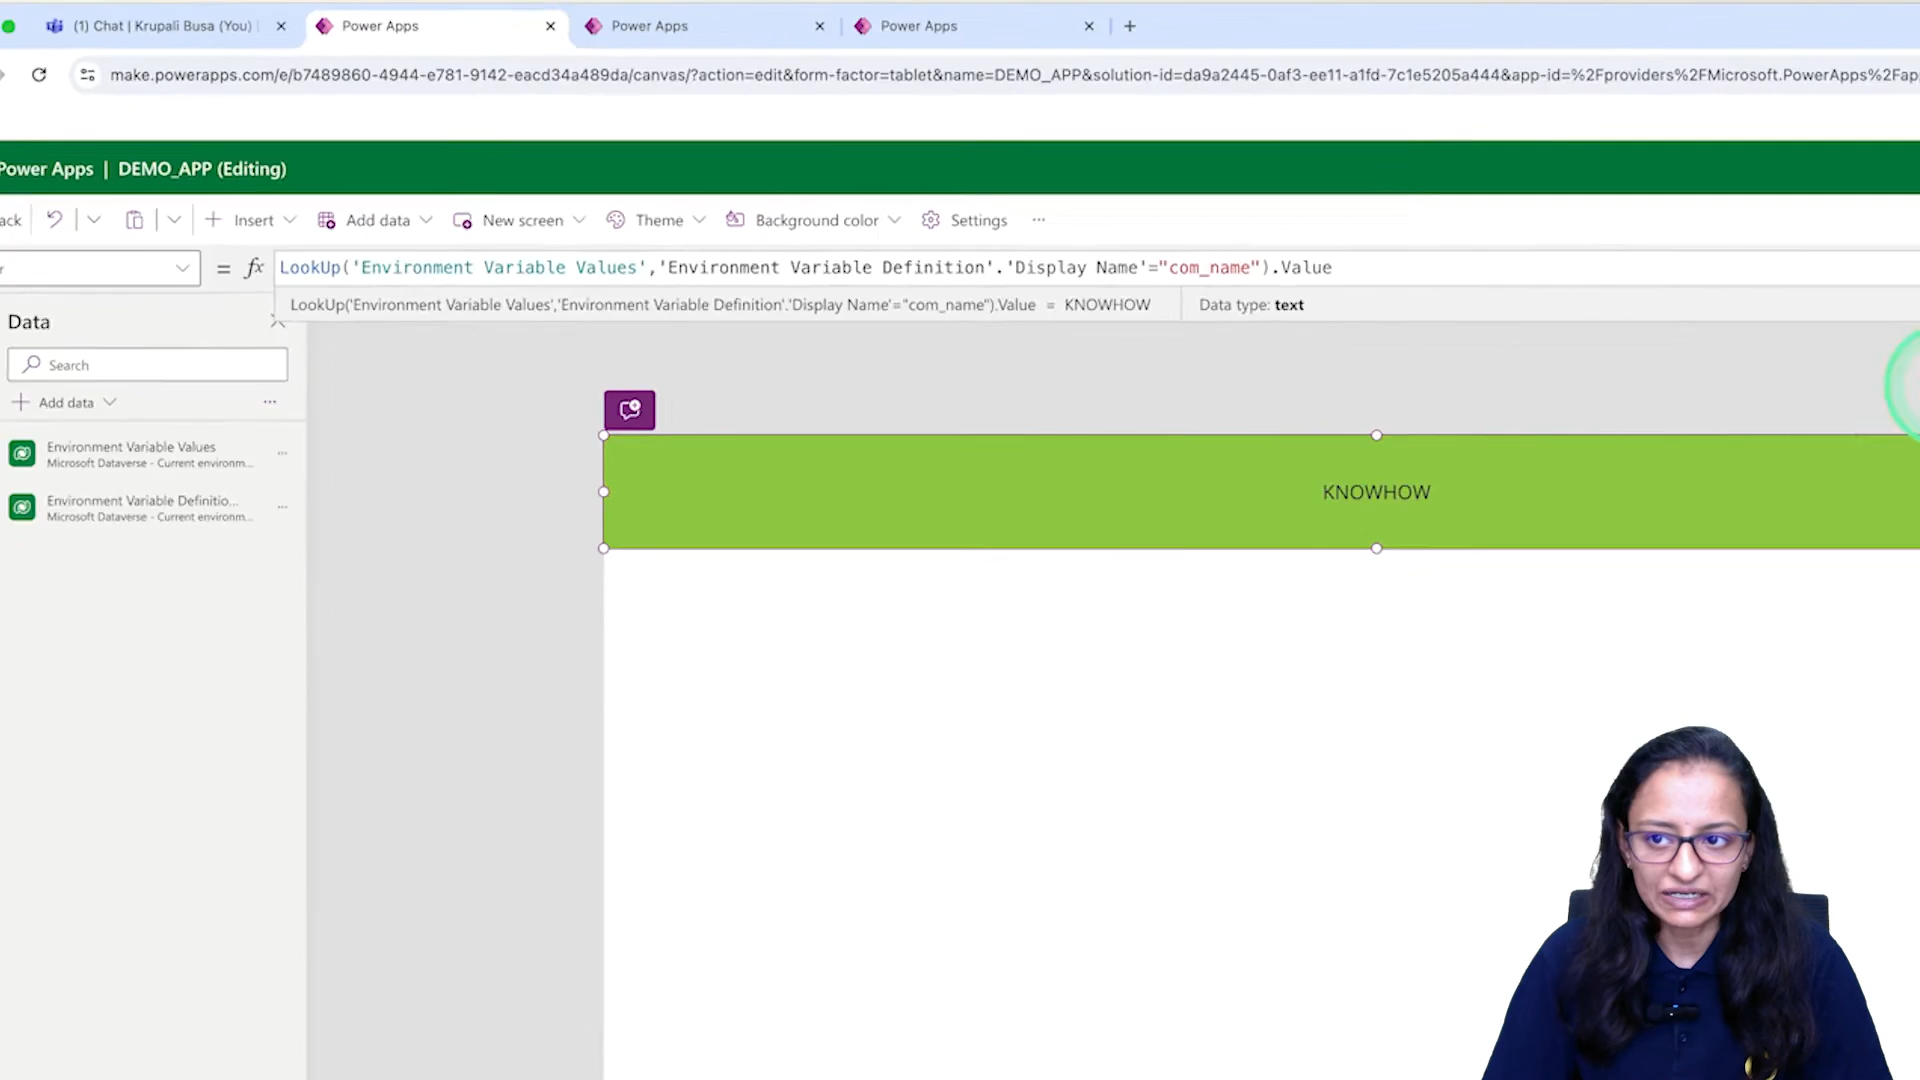 (1) Chat | Krupali Busa (You) |
Power Apps
Power Apps
Power Apps
make.powerapps.com/e/b7489860-4944-e781-9142-eacd34a489da/canvas/?action=edit&form-factor=tablet&name=DEMO_APP&solution-id=da9a2445-0af3-ee11-a1fd-7c1e5205a444&app-id=%2Fproviders%2FMicrosoft.PowerApps%2Fap
Power Apps | DEMO_APP (Editing)
ack
Insert
Add data
New screen
Theme
Background color
Settings
...
r
= fx LookUp('Environment Variable Values','Environment Variable Definition'.'Display Name'="com_name").Value
LookUp('Environment Variable Values','Environment Variable Definition'.'Display Name'="com_name").Value = KNOWHOW
Data type: text
Data
Search
Add data
...
Environment Variable Values
Microsoft Dataverse - Current environm...
...
Environment Variable Definitio...
Microsoft Dataverse - Current environm...
...
KNOWHOW